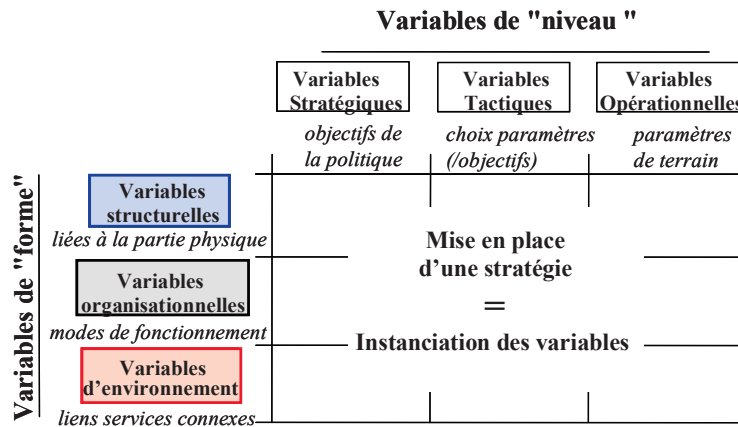 Variables de "niveau "
Variables
Stratégiques
Variables
Tactiques
Variables
Opérationnelles
objectifs de
la politique
choix paramètres
(/objectifs)
paramètres
de terrain
Variables de "forme"
Variables
structurelles
liées à la partie physique
Variables
organisationnelles
modes de fonctionnement
Variables
d'environnement
liens services connexes
Mise en place
d'une stratégie
=
Instanciation des variables